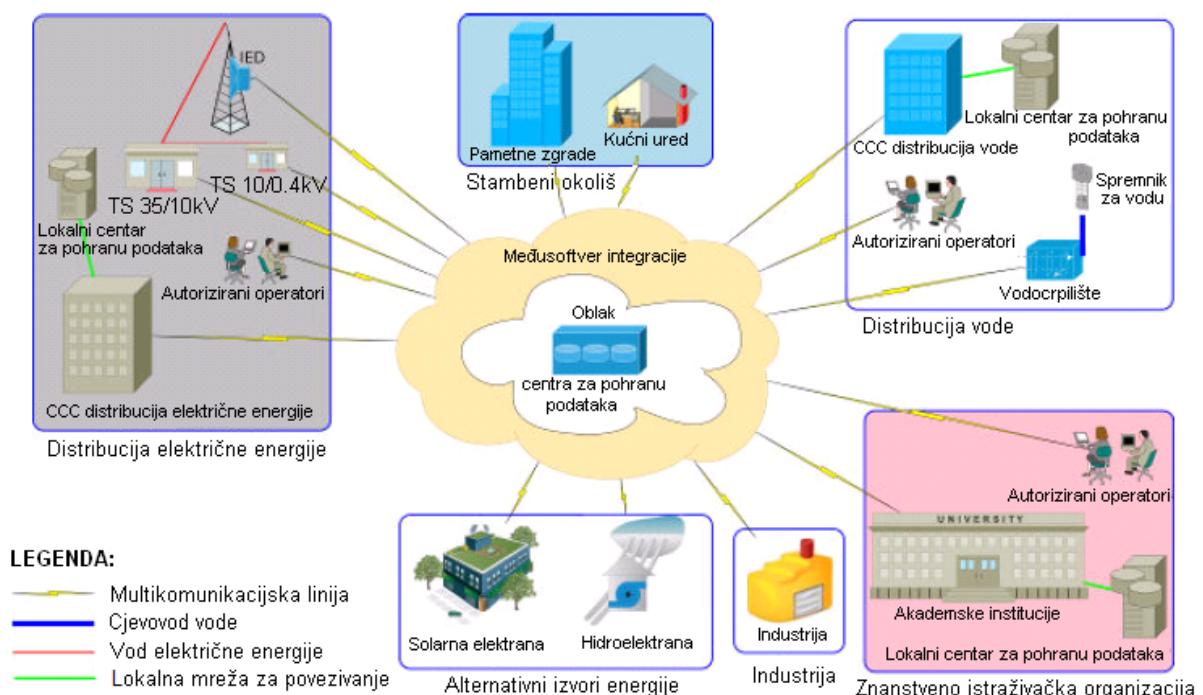 IED
TS 10/0.4kV
TS 35/10kV
Lokalni centar
za pohranu podataka
Autorizirani operatori
CCC distribucija električne energije
Distribucija električne energije
Pametne zgrade
Kućni ured
Stambeni okoliš
Lokalni centar za pohranu
podataka
CCC distribucija vode
Spremnik
za vodu
Autorizirani operatori
Vodocrpilište
Distribucija vode
Međusoftver integracije
Oblak
centra za pohranu
podataka
Autorizirani operatori
UNIVERSITY
Akademske institucije
Lokalni centar za pohranu podataka
Znanstveno istraživačka organizacija
Solarna elektrana
Hidroelektrana
Alternativni izvori energije
Industrija
Industrija
LEGENDA:
Multikomunikacijska linija
Cjevovod vode
Vod električne energije
Lokalna mreža za povezivanje